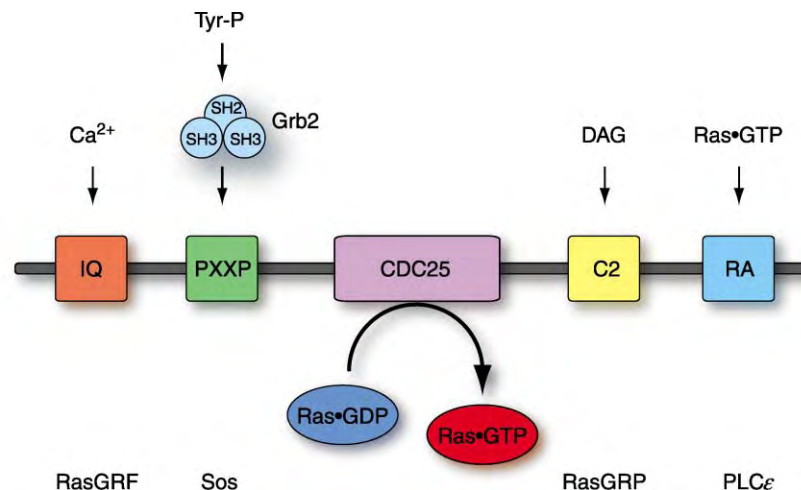 Tyr-P
SH2
SH3 SH3
Grb2
Ca²⁺
DAG
Ras•GTP
IQ
PXXP
CDC25
C2
RA
Ras•GDP
Ras•GTP
RasGRF
Sos
RasGRP
PLCε